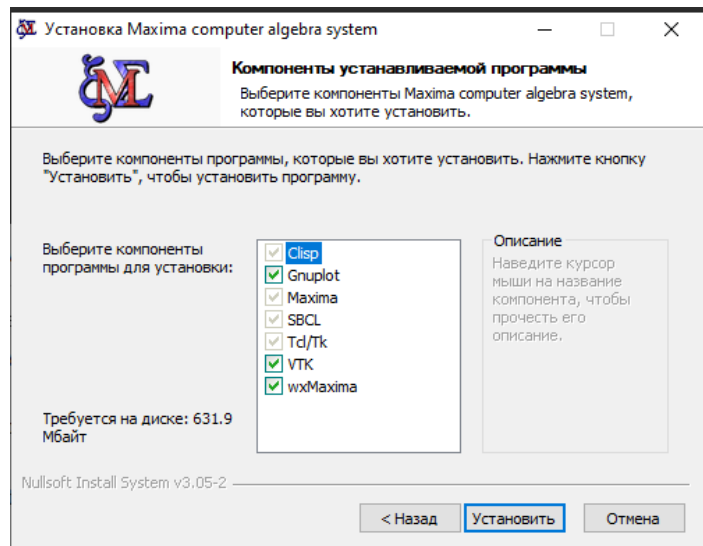 Установка Maxima computer algebra system
Компоненты устанавливаемой программы
Выберите компоненты Maxima computer algebra system,
которые вы хотите установить.
Выберите компоненты программы, которые вы хотите установить. Нажмите кнопку
"Установить", чтобы установить программу.
Выберите компоненты
программы для установки:
Clisp
Gnuplot
Maxima
SBCL
Tcl/Tk
VTK
wxMaxima
Описание
Наведите курсор
мыши на название
компонента, чтобы
прочесть его
описание.
Требуется на диске: 631.9
Мбайт
Nullsoft Install System v3.05-2
< Назад
Установить
Отмена